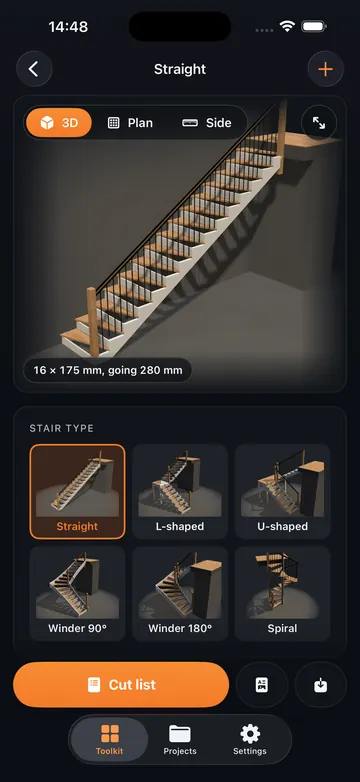 14:48
Straight
3D
Plan
Side
16 × 175 mm, going 280 mm
STAIR TYPE
Straight
L-shaped
U-shaped
Winder 90°
Winder 180°
Spiral
Cut list
Toolkit
Projects
Settings